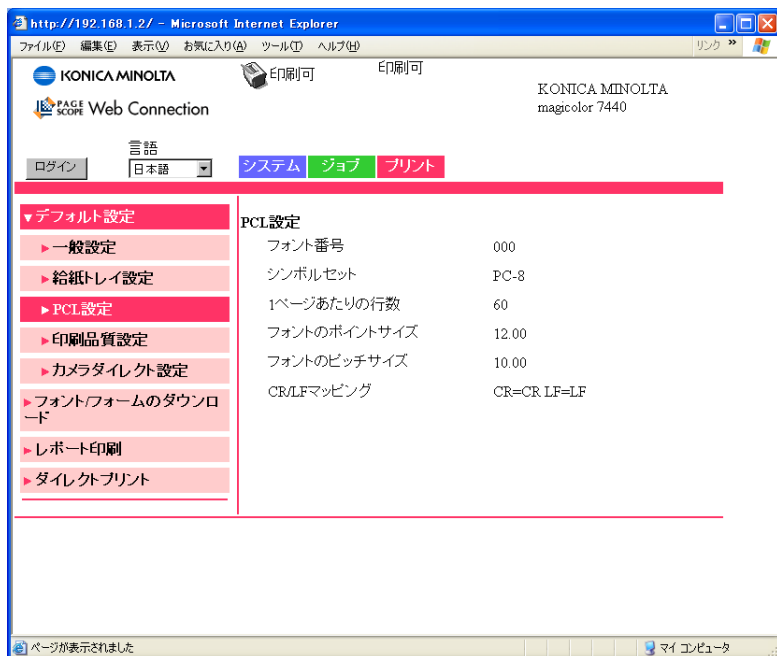 http://192.168.1.2/ - Microsoft Internet Explorer
ファイル(F) 編集(E) 表示(V) お気に入り(A) ツール(T) ヘルプ(H) リンク »
KONICA MINOLTA 印刷可 印刷可
KONICA MINOLTA
PAGE SCOPE Web Connection magicolor 7440
言語
ログイン 日本語 システム ジョブ プリント
▼デフォルト設定
PCL設定
▶一般設定 フォント番号 000
▶給紙トレイ設定 シンボルセット PC-8
▶PCL設定 1ページあたりの行数 60
▶印刷品質設定 フォントのポイントサイズ 12.00
▶カメラダイレクト設定 フォントのピッチサイズ 10.00
CR/LFマッピング CR=CR LF=LF
▶フォント/フォームのダウンロ
ード
▶レポート印刷
▶ダイレクトプリント
ページが表示されました マイ コンピュータ